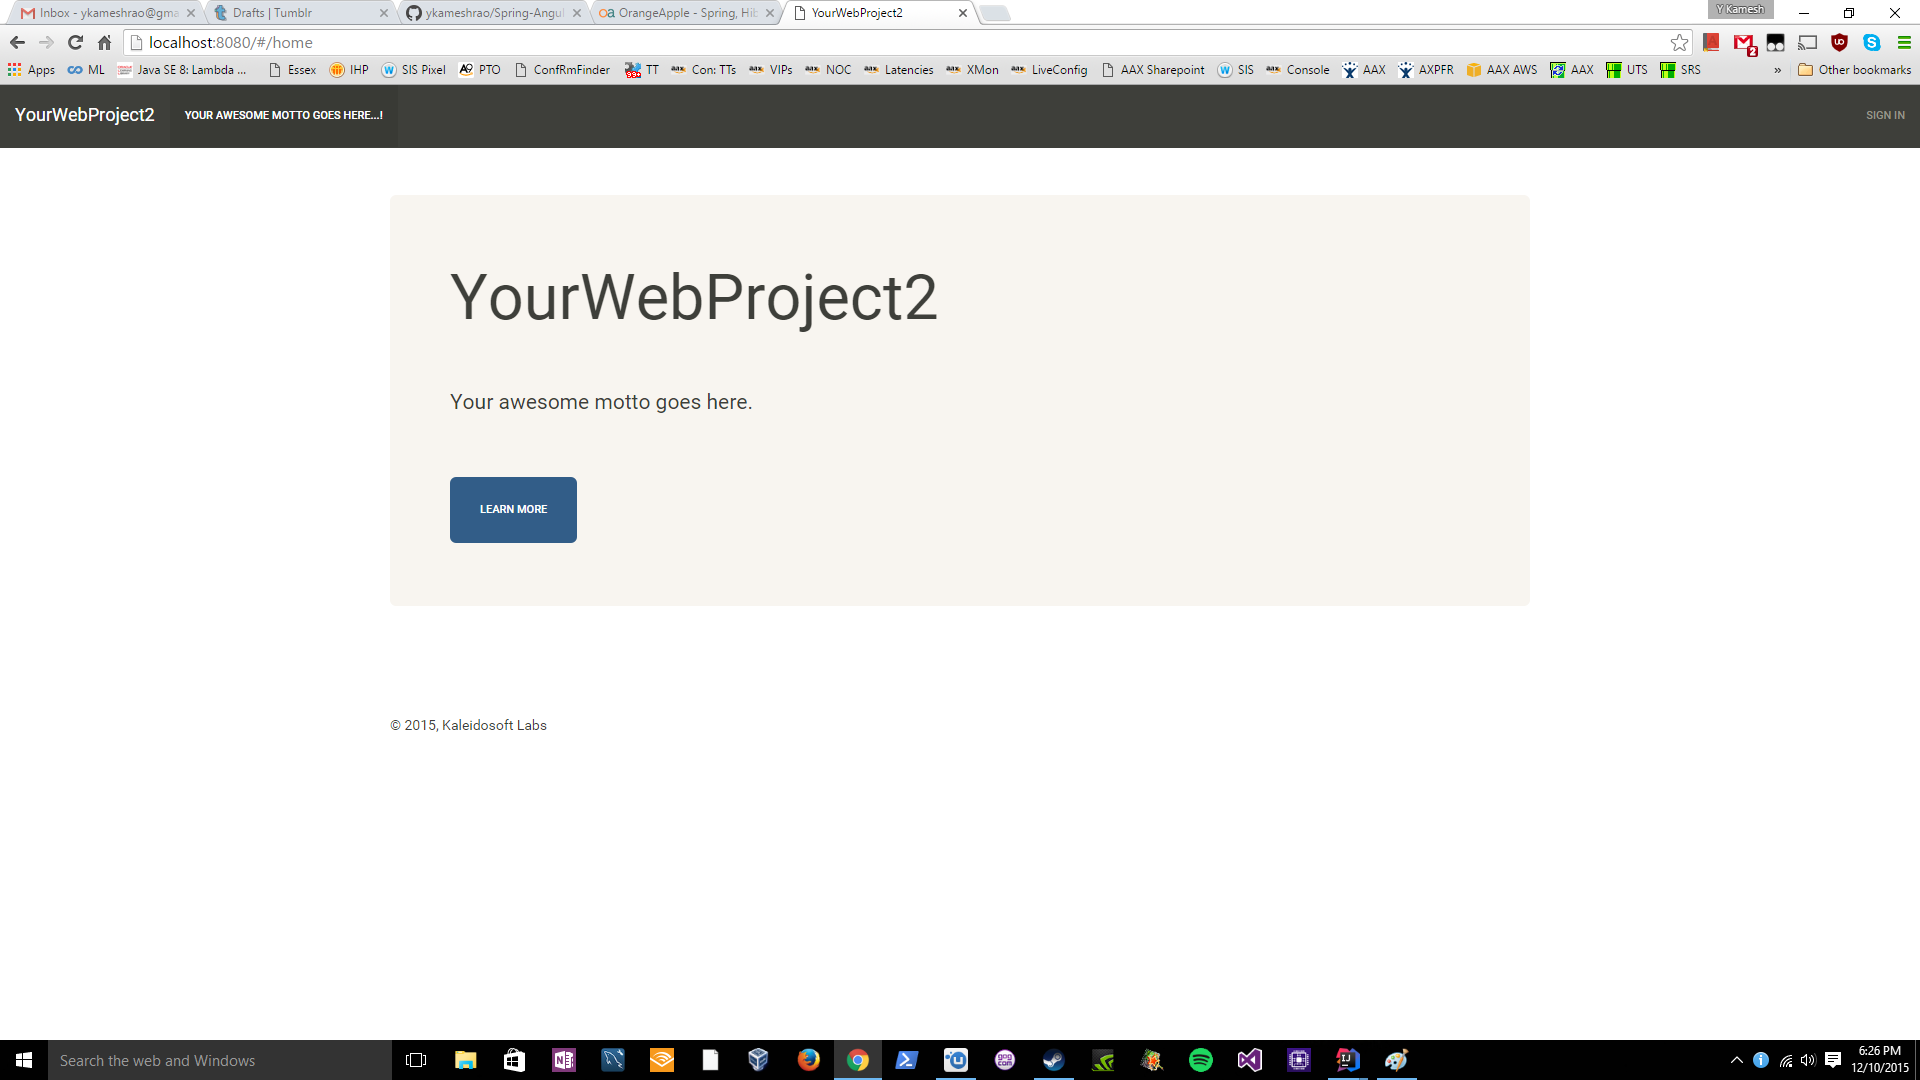 Inbox - ykameshrao@gma
Drafts | Tumblr
ykameshrao/Spring-Angul
OrangeApple - Spring, Hib
YourWebProject2
Y Kamesh
localhost:8080/#/home
2
Apps
ML
Java SE 8: Lambda ...
Essex
IHP
SIS Pixel
PTO
ConfRmFinder
TT
Con: TTs
VIPs
NOC
Latencies
XMon
LiveConfig
AAX Sharepoint
SIS
Console
AAX
AXPFR
AAX AWS
AAX
UTS
SRS
»
Other bookmarks
YourWebProject2
YOUR AWESOME MOTTO GOES HERE...!
SIGN IN
YourWebProject2
Your awesome motto goes here.
LEARN MORE
© 2015, Kaleidosoft Labs
Search the web and Windows
6:26 PM
12/10/2015